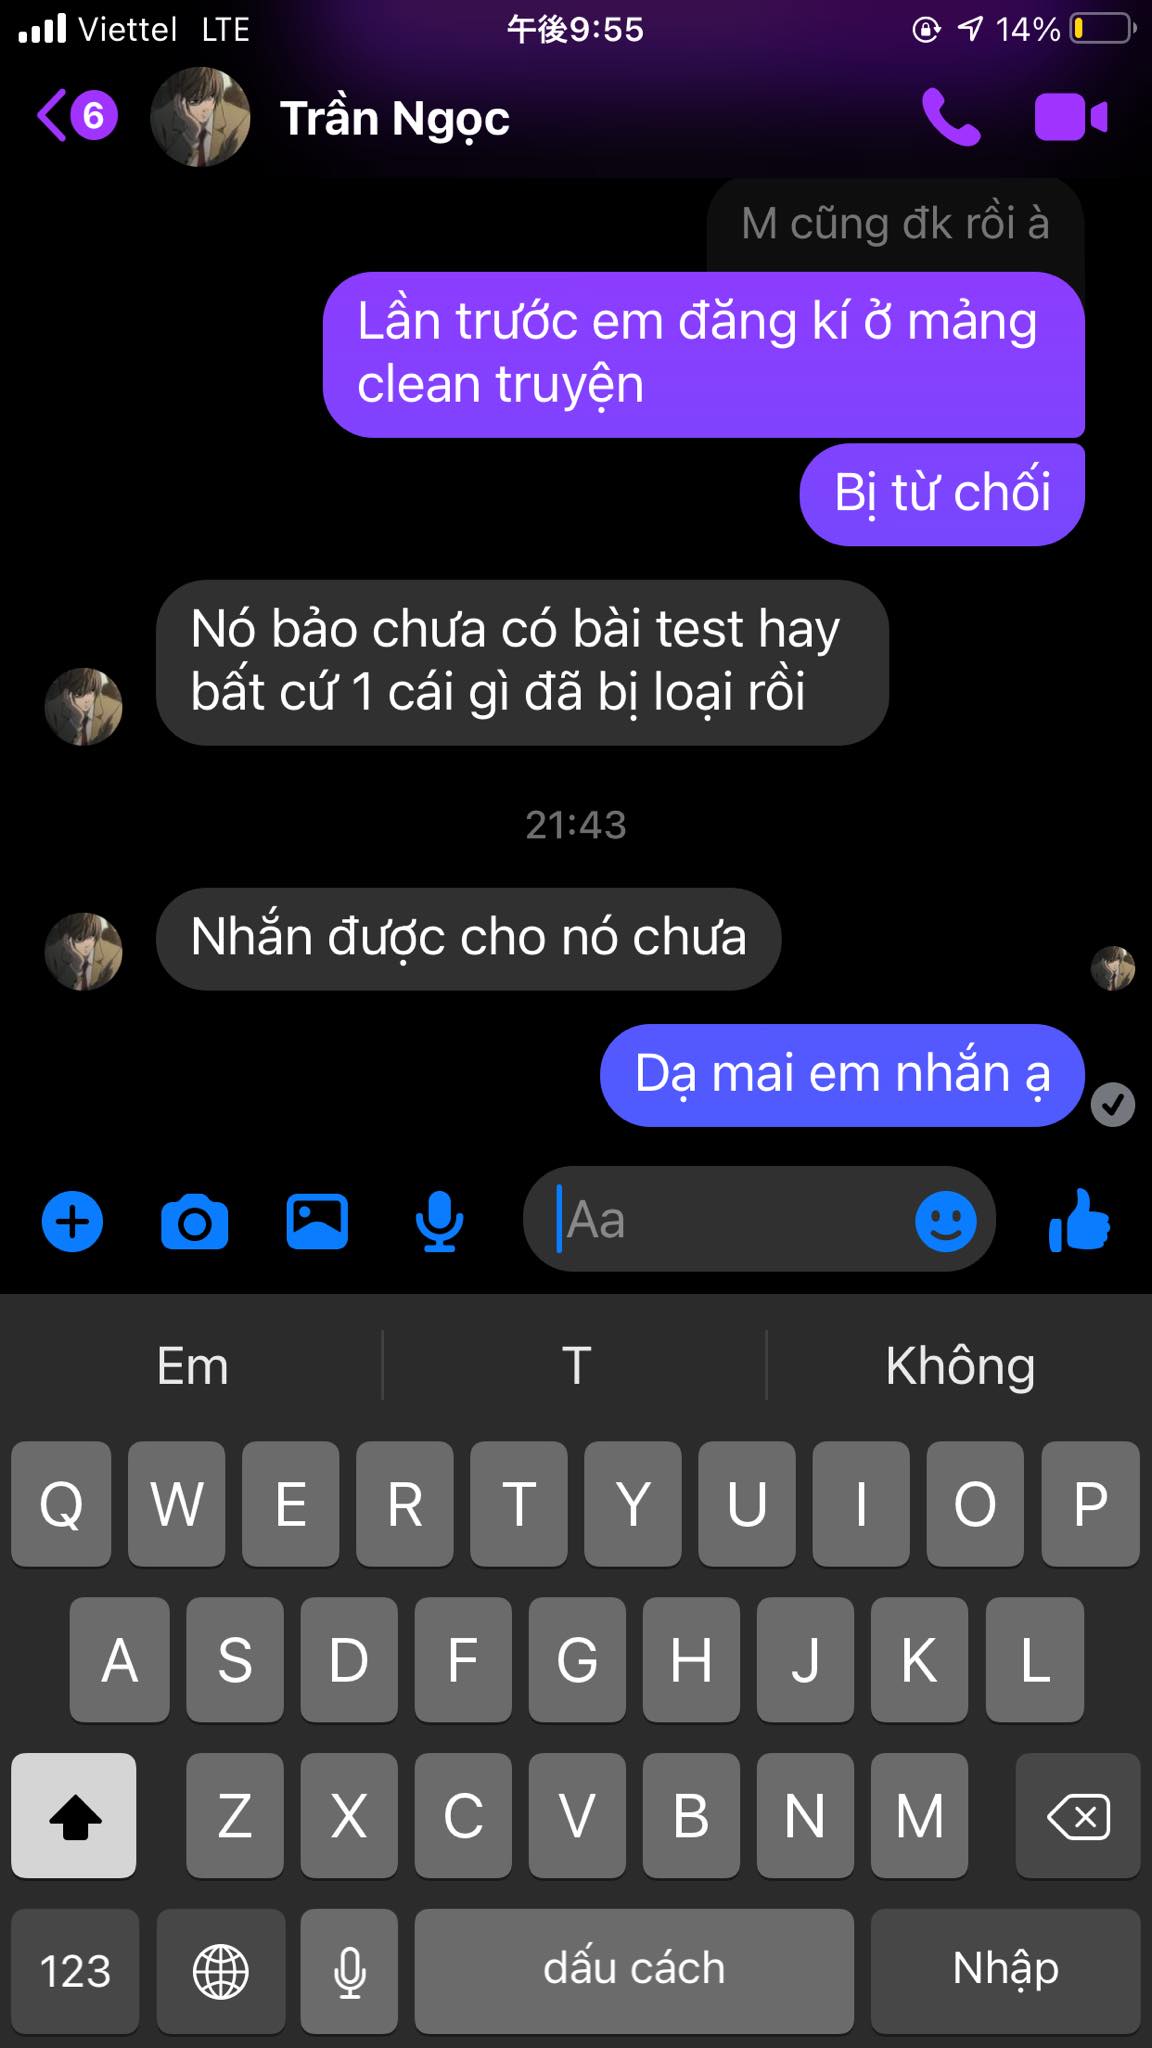 Viettel LTE 午後9:55 14%
6 Trần Ngọc
M cũng đk rồi à
Lần trước em đăng kí ở mảng
clean truyện
Bị từ chối
Nó bảo chưa có bài test hay
bất cứ 1 cái gì đã bị loại rồi
21:43
Nhắn được cho nó chưa
Dạ mai em nhắn ạ
Aa
Em T Không
Q W E R T Y U I O P
A S D F G H J K L
Z X C V B N M
123 dấu cách Nhập